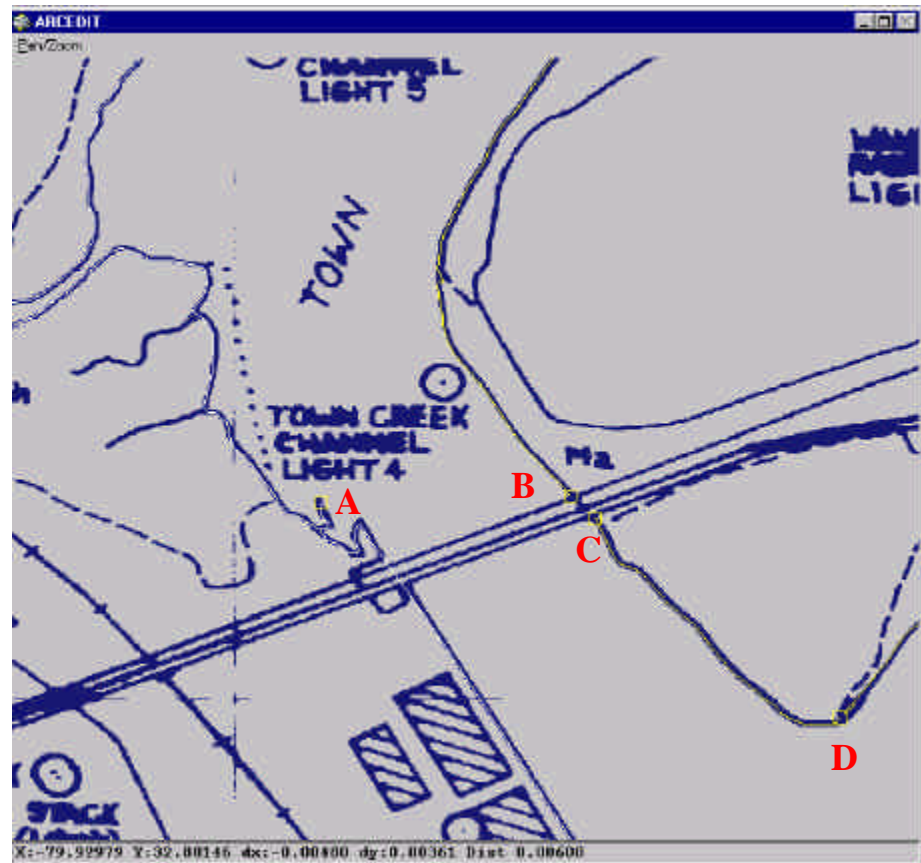 ARCEDIT
Pan/Zoom
CHANNEL
LIGHT 5
TOWN
TOWN CREEK
CHANNEL
LIGHT 4
Ma
A
B
C
D
STACK
X:-79.92979 Y:32.80146 dx:-0.00480 dy:0.00361 Dist 0.00600